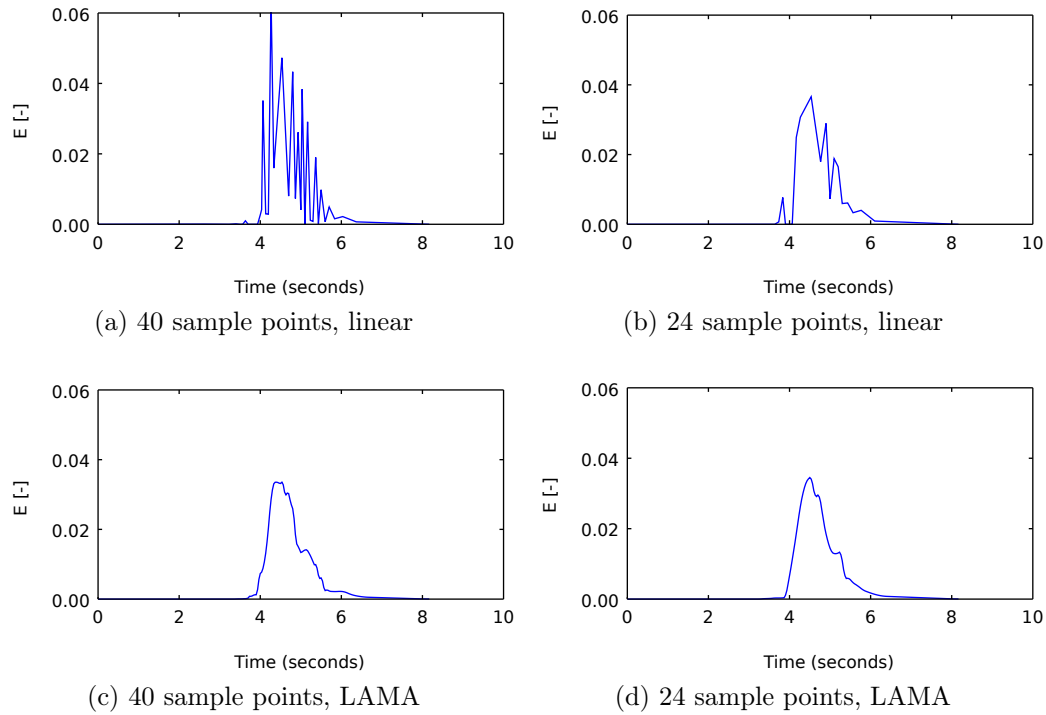 0.06
0.04
0.02
0.00
E [-]
0 2 4 6 8 10
Time (seconds)
(a) 40 sample points, linear
0.06
0.04
0.02
0.00
E [-]
0 2 4 6 8 10
Time (seconds)
(b) 24 sample points, linear
0.06
0.04
0.02
0.00
E [-]
0 2 4 6 8 10
Time (seconds)
(c) 40 sample points, LAMA
0.06
0.04
0.02
0.00
E [-]
0 2 4 6 8 10
Time (seconds)
(d) 24 sample points, LAMA